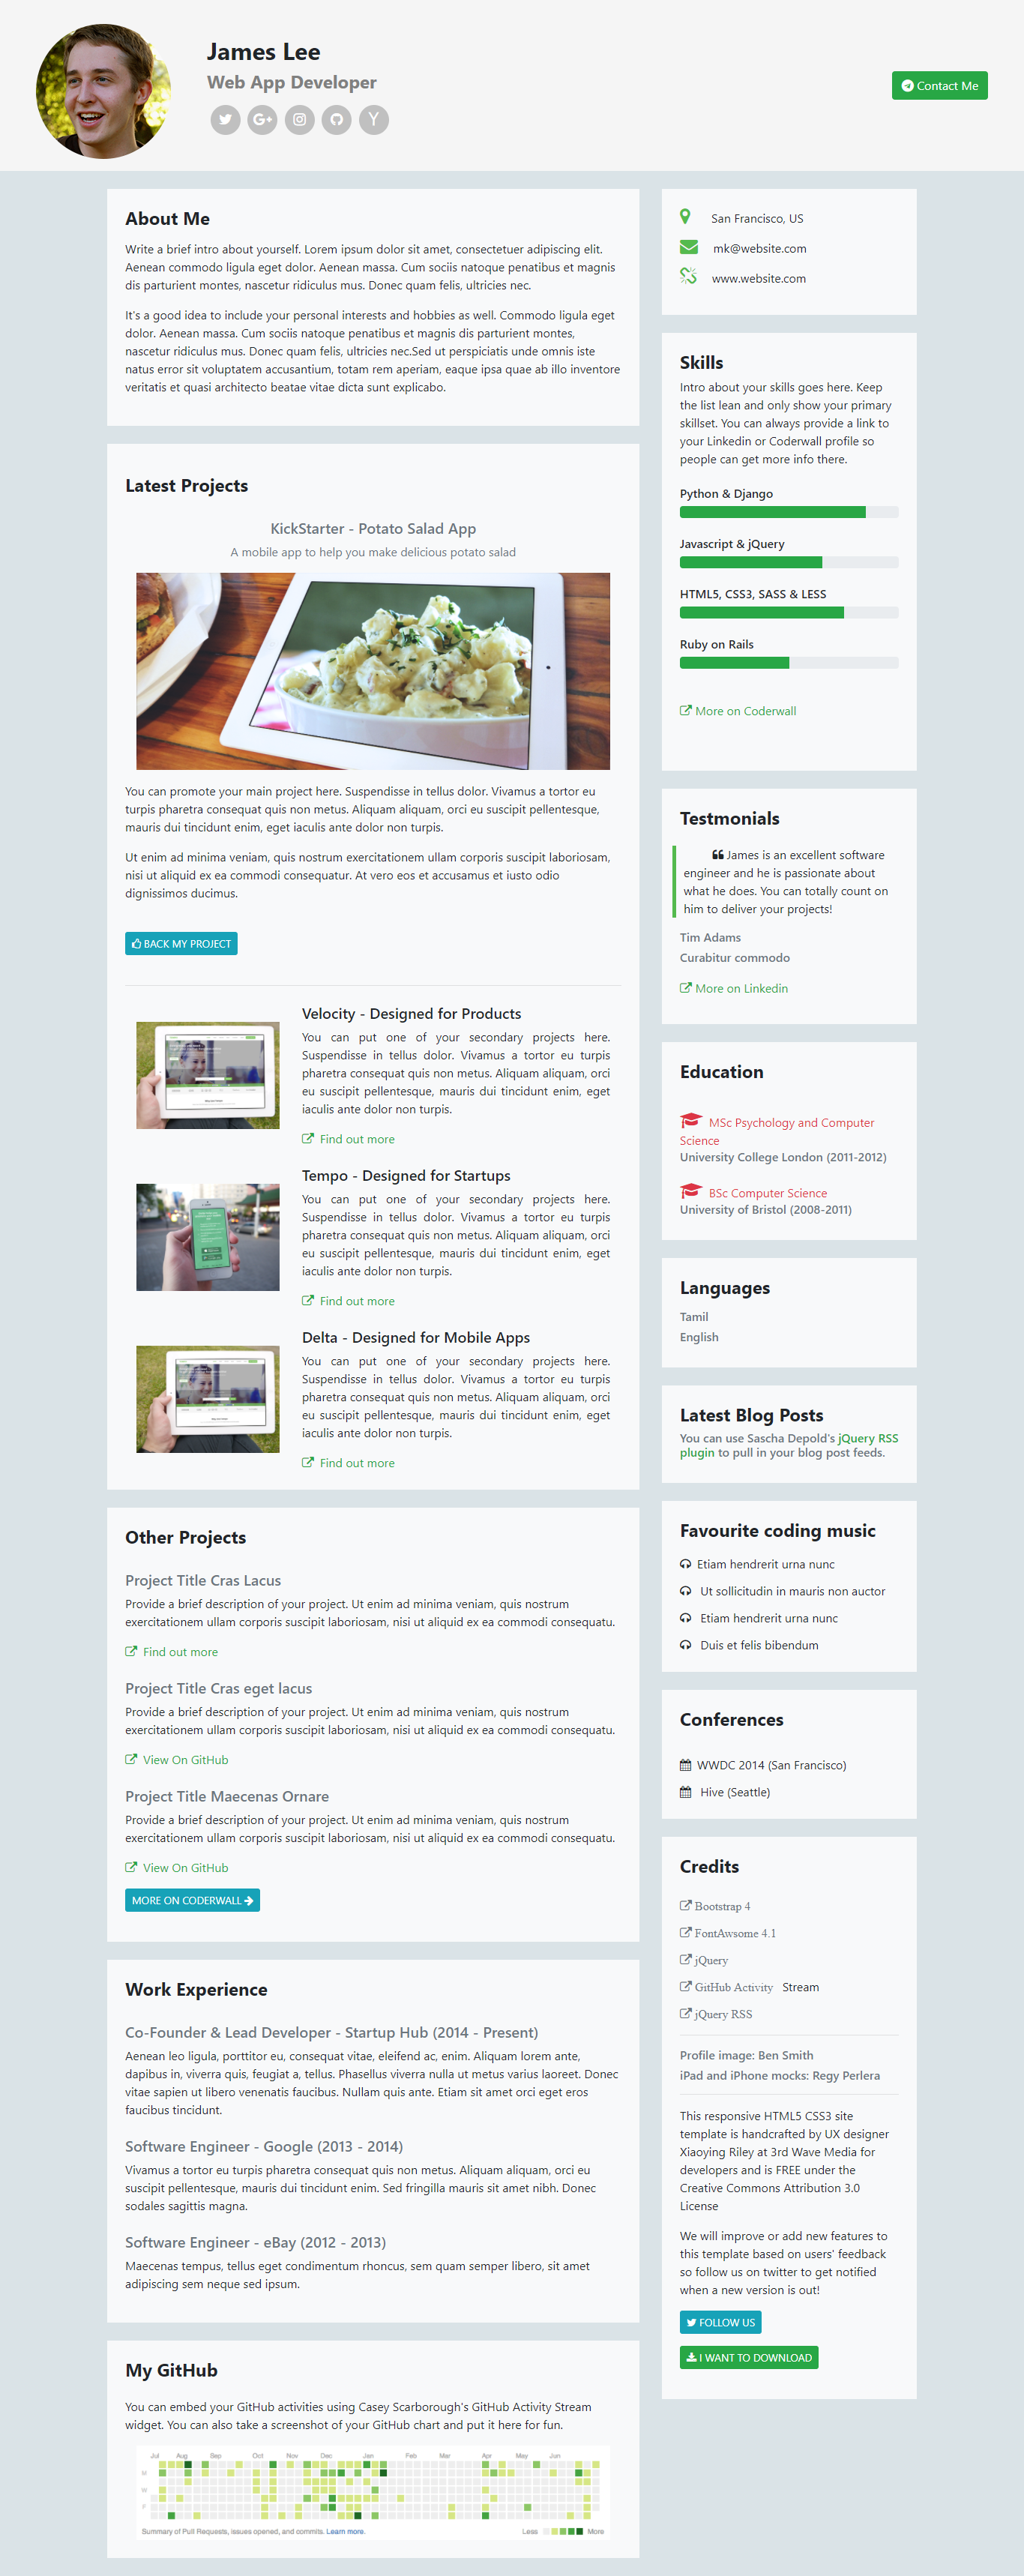 James Lee
Web App Developer
Contact Me
About Me
Write a brief intro about yourself. Lorem ipsum dolor sit amet, consectetuer adipiscing elit.
Aenean commodo ligula eget dolor. Aenean massa. Cum sociis natoque penatibus et magnis
dis parturient montes, nascetur ridiculus mus. Donec quam felis, ultricies nec.
It's a good idea to include your personal interests and hobbies as well. Commodo ligula eget
dolor. Aenean massa. Cum sociis natoque penatibus et magnis dis parturient montes,
nascetur ridiculus mus. Donec quam felis, ultricies nec.Sed ut perspiciatis unde omnis iste
natus error sit voluptatem accusantium, totam rem aperiam, eaque ipsa quae ab illo inventore
veritatis et quasi architecto beatae vitae dicta sunt explicabo.
Latest Projects
KickStarter - Potato Salad App
A mobile app to help you make delicious potato salad
You can promote your main project here. Suspendisse in tellus dolor. Vivamus a tortor eu
turpis pharetra consequat quis non metus. Aliquam aliquam, orci eu suscipit pellentesque,
mauris dui tincidunt enim, eget iaculis ante dolor non turpis.
Ut enim ad minima veniam, quis nostrum exercitationem ullam corporis suscipit laboriosam,
nisi ut aliquid ex ea commodi consequatur. At vero eos et accusamus et iusto odio
dignissimos ducimus.
BACK MY PROJECT
Velocity - Designed for Products
You can put one of your secondary projects here.
Suspendisse in tellus dolor. Vivamus a tortor eu turpis
pharetra consequat quis non metus. Aliquam aliquam, orci
eu suscipit pellentesque, mauris dui tincidunt enim, eget
iaculis ante dolor non turpis.
Find out more
Tempo - Designed for Startups
You can put one of your secondary projects here.
Suspendisse in tellus dolor. Vivamus a tortor eu turpis
pharetra consequat quis non metus. Aliquam aliquam, orci
eu suscipit pellentesque, mauris dui tincidunt enim, eget
iaculis ante dolor non turpis.
Find out more
Delta - Designed for Mobile Apps
You can put one of your secondary projects here.
Suspendisse in tellus dolor. Vivamus a tortor eu turpis
pharetra consequat quis non metus. Aliquam aliquam, orci
eu suscipit pellentesque, mauris dui tincidunt enim, eget
iaculis ante dolor non turpis.
Find out more
Other Projects
Project Title Cras Lacus
Provide a brief description of your project. Ut enim ad minima veniam, quis nostrum
exercitationem ullam corporis suscipit laboriosam, nisi ut aliquid ex ea commodi consequatu.
Find out more
Project Title Cras eget lacus
Provide a brief description of your project. Ut enim ad minima veniam, quis nostrum
exercitationem ullam corporis suscipit laboriosam, nisi ut aliquid ex ea commodi consequatu.
View On GitHub
Project Title Maecenas Ornare
Provide a brief description of your project. Ut enim ad minima veniam, quis nostrum
exercitationem ullam corporis suscipit laboriosam, nisi ut aliquid ex ea commodi consequatu.
View On GitHub
MORE ON CODERWALL
Work Experience
Co-Founder & Lead Developer - Startup Hub (2014 - Present)
Aenean leo ligula, porttitor eu, consequat vitae, eleifend ac, enim. Aliquam lorem ante,
dapibus in, viverra quis, feugiat a, tellus. Phasellus viverra nulla ut metus varius laoreet. Donec
vitae sapien ut libero venenatis faucibus. Nullam quis ante. Etiam sit amet orci eget eros
faucibus tincidunt.
Software Engineer - Google (2013 - 2014)
Vivamus a tortor eu turpis pharetra consequat quis non metus. Aliquam aliquam, orci eu
suscipit pellentesque, mauris dui tincidunt enim. Sed fringilla mauris sit amet nibh. Donec
sodales sagittis magna.
Software Engineer - eBay (2012 - 2013)
Maecenas tempus, tellus eget condimentum rhoncus, sem quam semper libero, sit amet
adipiscing sem neque sed ipsum.
My GitHub
You can embed your GitHub activities using Casey Scarborough's GitHub Activity Stream
widget. You can also take a screenshot of your GitHub chart and put it here for fun.
Jul Aug Sep Oct Nov Dec Jan Feb Mar Apr May Jun
M
W
F
Summary of Pull Requests, issues opened, and commits. Learn more.
Less More
San Francisco, US
mk@website.com
www.website.com
Skills
Intro about your skills goes here. Keep
the list lean and only show your primary
skillset. You can always provide a link to
your Linkedin or Coderwall profile so
people can get more info there.
Python & Django
Javascript & jQuery
HTML5, CSS3, SASS & LESS
Ruby on Rails
More on Coderwall
Testmonials
James is an excellent software
engineer and he is passionate about
what he does. You can totally count on
him to deliver your projects!
Tim Adams
Curabitur commodo
More on Linkedin
Education
MSc Psychology and Computer
Science
University College London (2011-2012)
BSc Computer Science
University of Bristol (2008-2011)
Languages
Tamil
English
Latest Blog Posts
You can use Sascha Depold's jQuery RSS
plugin to pull in your blog post feeds.
Favourite coding music
Etiam hendrerit urna nunc
Ut sollicitudin in mauris non auctor
Etiam hendrerit urna nunc
Duis et felis bibendum
Conferences
WWDC 2014 (San Francisco)
Hive (Seattle)
Credits
Bootstrap 4
FontAwsome 4.1
jQuery
GitHub Activity Stream
jQuery RSS
Profile image: Ben Smith
iPad and iPhone mocks: Regy Perlera
This responsive HTML5 CSS3 site
template is handcrafted by UX designer
Xiaoying Riley at 3rd Wave Media for
developers and is FREE under the
Creative Commons Attribution 3.0
License
We will improve or add new features to
this template based on users' feedback
so follow us on twitter to get notified
when a new version is out!
FOLLOW US
I WANT TO DOWNLOAD